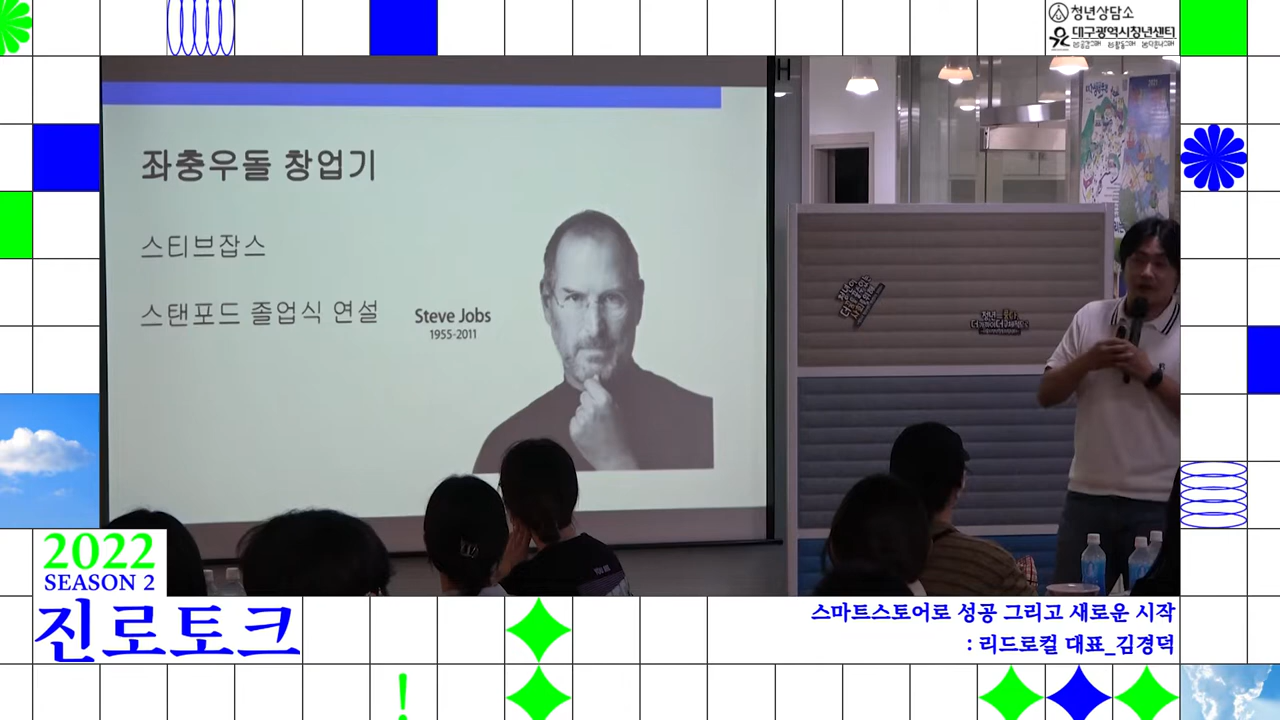 청년상담소
대구광역시청년센터
좌충우돌 창업기
스티브잡스
스탠포드 졸업식 연설
Steve Jobs
1955-2011
2022
SEASON 2
진로토크
스마트스토어로 성공 그리고 새로운 시작
: 리드로컬 대표_김경덕